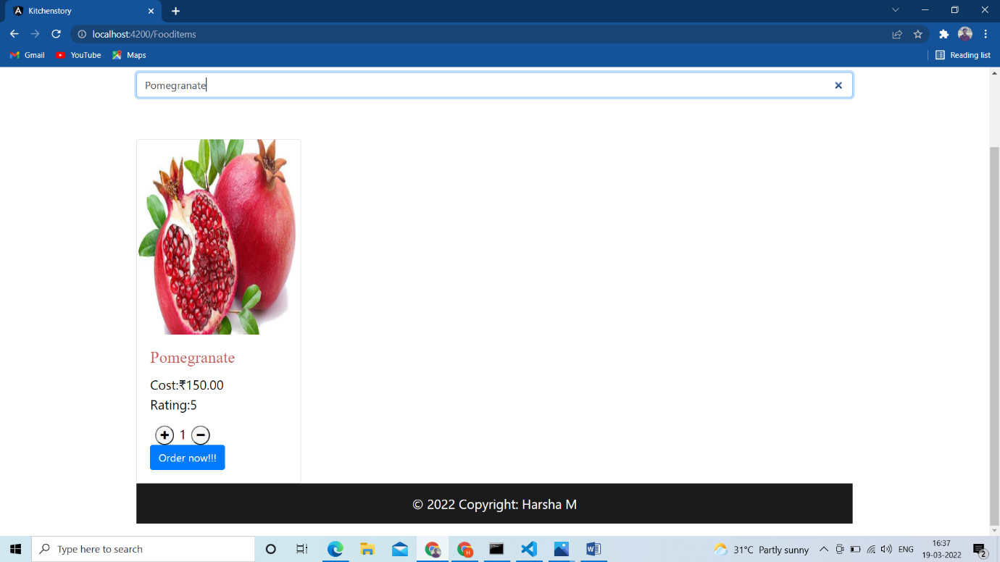 Kitchenstory
localhost:4200/Fooditems
Gmail YouTube Maps Reading list
Pomegranate
Pomegranate
Cost:₹150.00
Rating:5
1
Order now!!!
© 2022 Copyright: Harsha M
Type here to search
31°C Partly sunny
ENG
16:37
19-03-2022
2